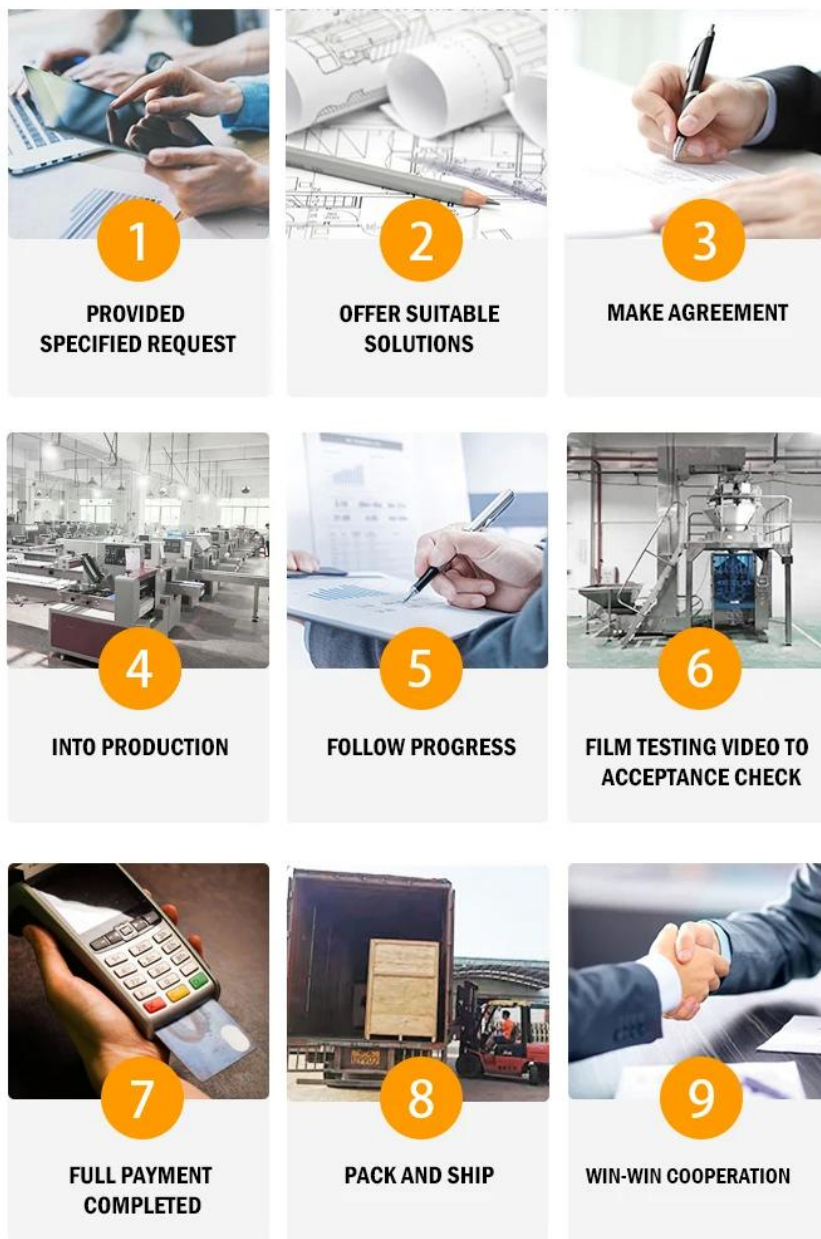 1
2
3
PROVIDED
SPECIFIED REQUEST
OFFER SUITABLE
SOLUTIONS
MAKE AGREEMENT
4
5
6
INTO PRODUCTION
FOLLOW PROGRESS
FILM TESTING VIDEO TO
ACCEPTANCE CHECK
7
8
9
FULL PAYMENT
COMPLETED
PACK AND SHIP
WIN-WIN COOPERATION